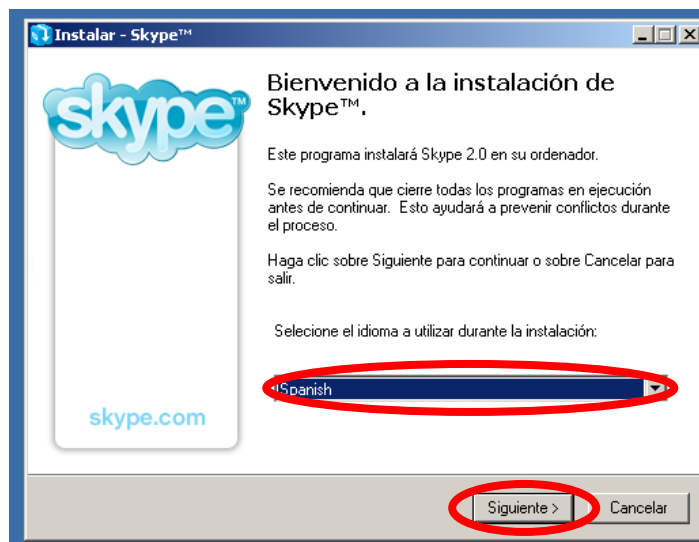 Instalar - Skype™
skype™
Bienvenido a la instalación de
Skype™.
Este programa instalará Skype 2.0 en su ordenador.
Se recomienda que cierre todas los programas en ejecución
antes de continuar. Esto ayudará a prevenir conflictos durante
el proceso.
Haga clic sobre Siguiente para continuar o sobre Cancelar para
salir.
Selecione el idioma a utilizar durante la instalación:
Spanish
skype.com
Siguiente >
Cancelar